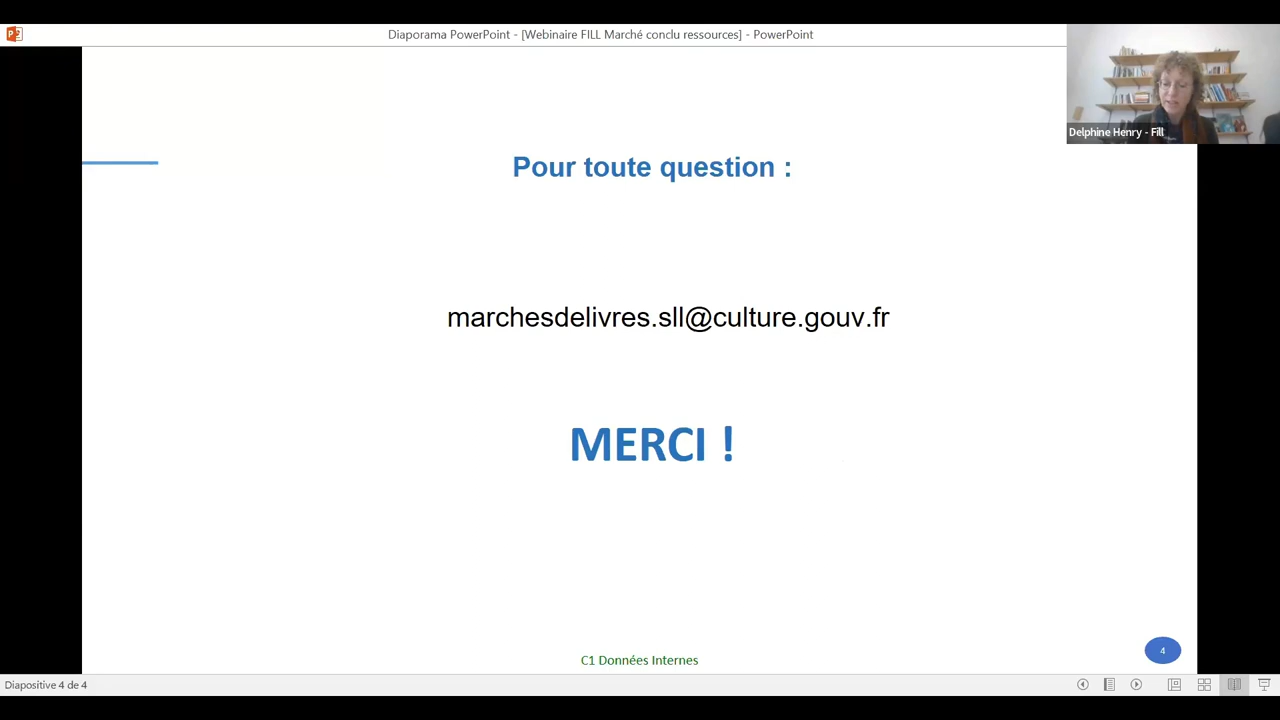 Diaporama PowerPoint - [Webinaire FILL Marché conclu ressources] - PowerPoint
Delphine Henry - Fill
Pour toute question :
marchesdelivres.sll@culture.gouv.fr
MERCI !
4
C1 Données Internes
Diapositive 4 de 4